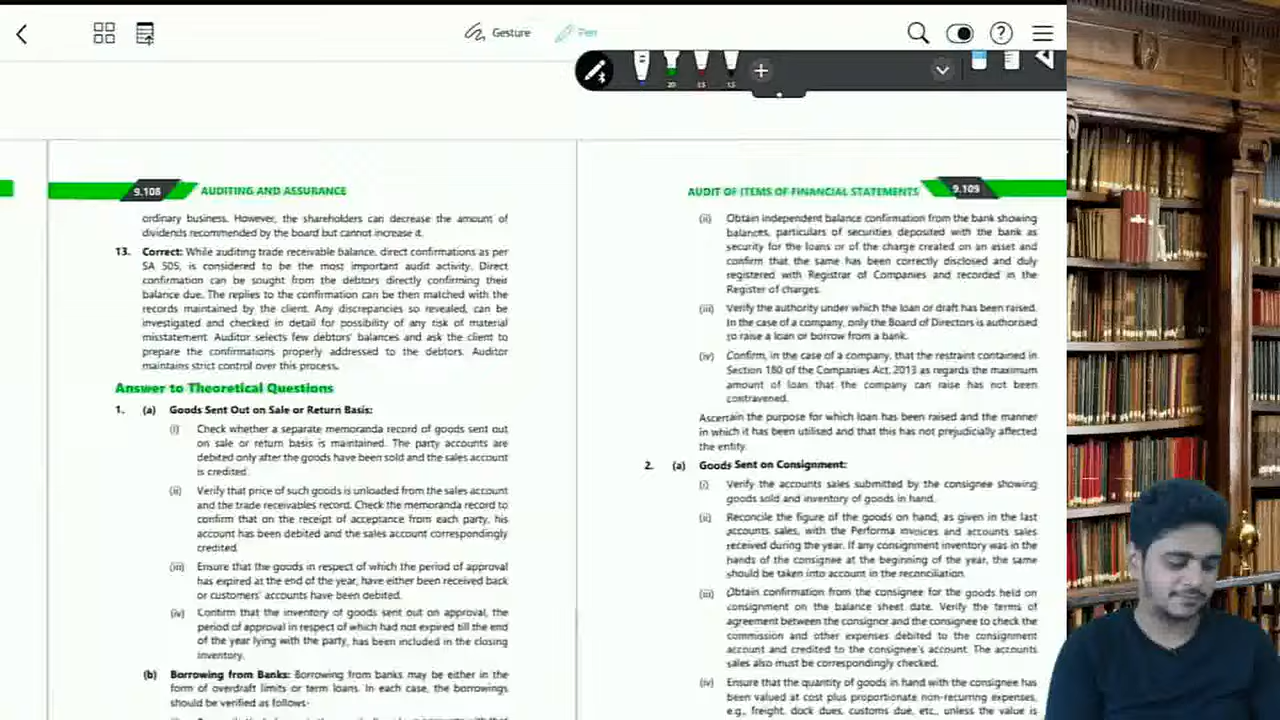 Gesture
Pen
20
15
15
9.108
AUDITING AND ASSURANCE
ordinary business. However, the shareholders can decrease the amount of
dividends recommended by the board but cannot increase it.
13. Correct: While auditing trade receivable balance, direct confirmations as per
SA 505, is considered to be the most important audit activity. Direct
confirmation can be sought from the debtors directly confirming their
balance due. The replies to the confirmation can be then matched with the
records maintained by the client. Any discrepancies so revealed, can be
investigated and checked in detail for possibility of any risk of material
misstatement. Auditor selects few debtors' balances and ask the client to
prepare the confirmations properly addressed to the debtors. Auditor
maintains strict control over this process.
Answer to Theoretical Questions
1. (a) Goods Sent Out on Sale or Return Basis:
(i) Check whether a separate memoranda record of goods sent out
on sale or return basis is maintained. The party accounts are
debited only after the goods have been sold and the sales account
is credited.
(ii) Verify that price of such goods is unloaded from the sales account
and the trade receivables record. Check the memoranda record to
confirm that on the receipt of acceptance from each party, his
account has been debited and the sales account correspondingly
credited.
(iii) Ensure that the goods in respect of which the period of approval
has expired at the end of the year, have either been received back
or customers' accounts have been debited.
(iv) Confirm that the inventory of goods sent out on approval, the
period of approval in respect of which had not expired till the end
of the year lying with the party, has been included in the closing
inventory.
(b) Borrowing from Banks: Borrowing from banks may be either in the
form of overdraft limits or term loans. In each case, the borrowings
should be verified as follows-
AUDIT OF ITEMS OF FINANCIAL STATEMENTS
9.109
(ii) Obtain independent balance confirmation from the bank showing
balances, particulars of securities deposited with the bank as
security for the loans or of the charge created on an asset and
confirm that the same has been correctly disclosed and duly
registered with Registrar of Companies and recorded in the
Register of charges.
(iii) Verify the authority under which the loan or draft has been raised.
In the case of a company, only the Board of Directors is authorised
to raise a loan or borrow from a bank.
(iv) Confirm, in the case of a company, that the restraint contained in
Section 180 of the Companies Act, 2013 as regards the maximum
amount of loan that the company can raise has not been
contravened.
Ascertain the purpose for which loan has been raised and the manner
in which it has been utilised and that this has not prejudicially affected
the entity.
2. (a) Goods Sent on Consignment:
(i) Verify the accounts sales submitted by the consignee showing
goods sold and inventory of goods in hand.
(ii) Reconcile the figure of the goods on hand, as given in the last
accounts sales, with the Performa invoices and accounts sales
received during the year. If any consignment inventory was in the
hands of the consignee at the beginning of the year, the same
should be taken into account in the reconciliation.
(iii) Obtain confirmation from the consignee for the goods held on
consignment on the balance sheet date. Verify the terms of
agreement between the consignor and the consignee to check the
commission and other expenses debited to the consignment
account and credited to the consignee's account. The accounts
sales also must be correspondingly checked.
(iv) Ensure that the quantity of goods in hand with the consignee has
been valued at cost plus proportionate non-recurring expenses,
e.g., freight, dock dues, customs due, etc., unless the value is